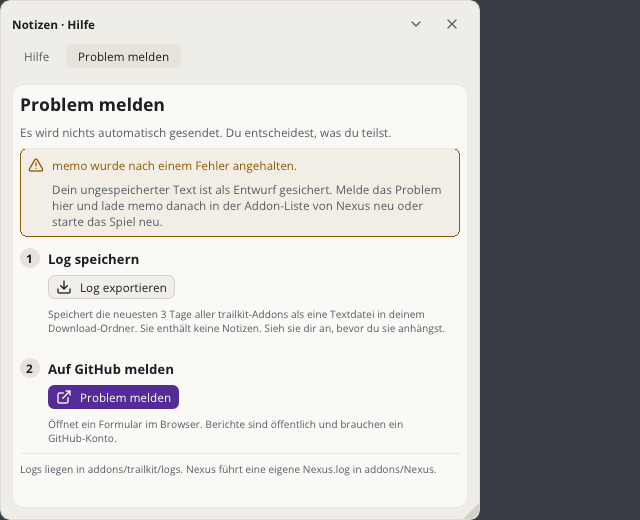 Notizen · Hilfe
Hilfe
Problem melden
Problem melden
Es wird nichts automatisch gesendet. Du entscheidest, was du teilst.
memo wurde nach einem Fehler angehalten.
Dein ungespeicherter Text ist als Entwurf gesichert. Melde das Problem
hier und lade memo danach in der Addon-Liste von Nexus neu oder
starte das Spiel neu.
1 Log speichern
Log exportieren
Speichert die neuesten 3 Tage aller trailkit-Addons als eine Textdatei in deinem
Download-Ordner. Sie enthält keine Notizen. Sieh sie dir an, bevor du sie anhängst.
2 Auf GitHub melden
Problem melden
Öffnet ein Formular im Browser. Berichte sind öffentlich und brauchen ein
GitHub-Konto.
Logs liegen in addons/trailkit/logs. Nexus führt eine eigene Nexus.log in addons/Nexus.